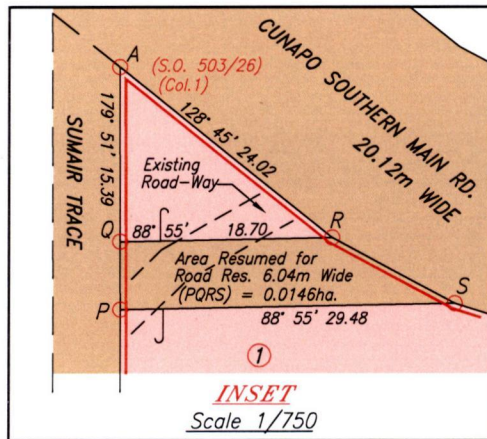 A
(S.O. 503/26)
(Col.1)
CUNAPO SOUTHERN MAIN RD.
20.12m WIDE
128° 45' 24.02
179° 51' 15.39
SUMAIR TRACE
Existing
Road-Way
Q
88° 55' 18.70
R
Area Resumed for
Road Res. 6.04m Wide
(PQRS) = 0.0146ha.
P
S
88° 55' 29.48
1
INSET
Scale 1/750